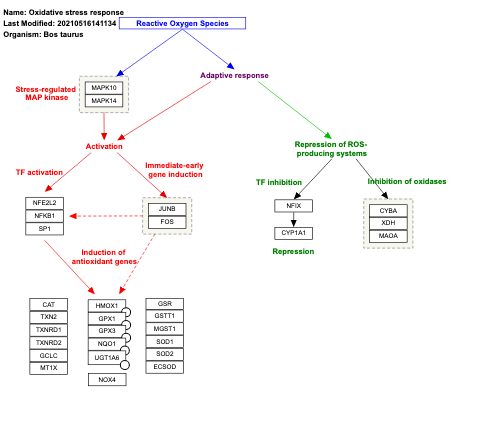 Name: Oxidative stress response
Last Modified: 20210516141134
Organism: Bos taurus
Reactive Oxygen Species
Adaptive response
Stress-regulated
MAP kinase
MAPK10
MAPK14
Activation
Repression of ROS-
producing systems
TF activation
Immediate-early
gene induction
TF inhibition
Inhibition of oxidases
NFE2L2
NFKB1
SP1
JUNB
FOS
NFIX
CYP1A1
Repression
CYBA
XDH
MAOA
Induction of
antioxidant genes
CAT
TXN2
TXNRD1
TXNRD2
GCLC
MT1X
HMOX1
GPX1
GPX3
NQO1
UGT1A6
NOX4
GSR
GSTT1
MGST1
SOD1
SOD2
ECSOD